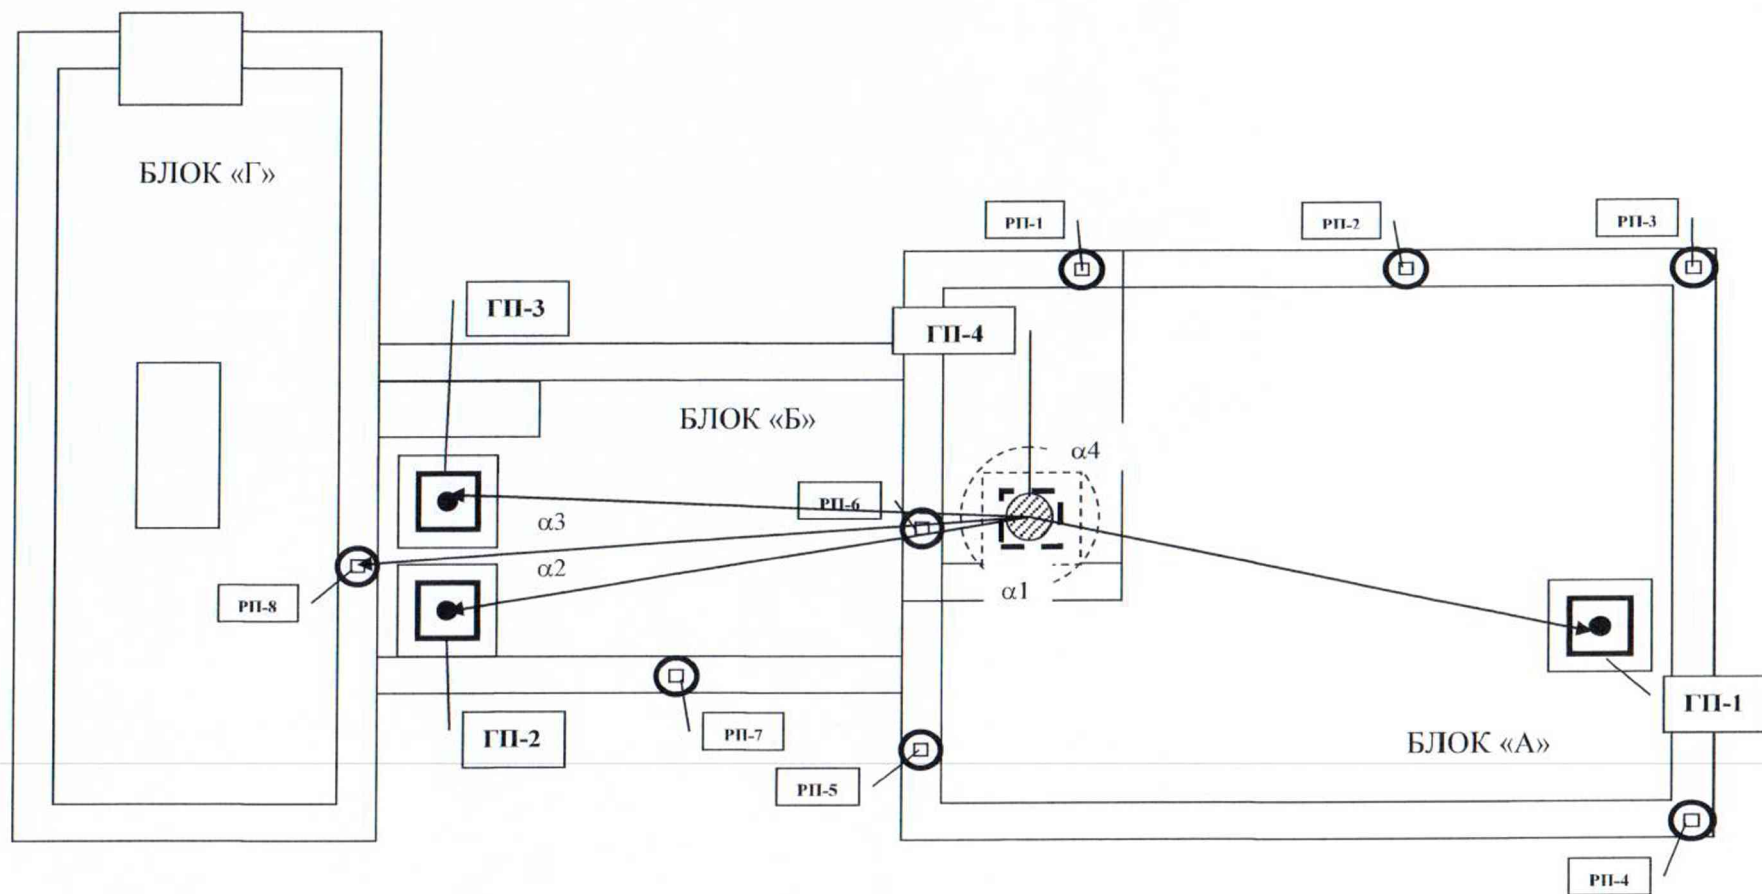 БЛОК «Г»
РП-1
РП-2
РП-3
ГП-3
ГП-4
БЛОК «Б»
α4
РП-6
α3
α2
α1
РП-8
ГП-1
ГП-2
РП-7
БЛОК «А»
РП-5
РП-4